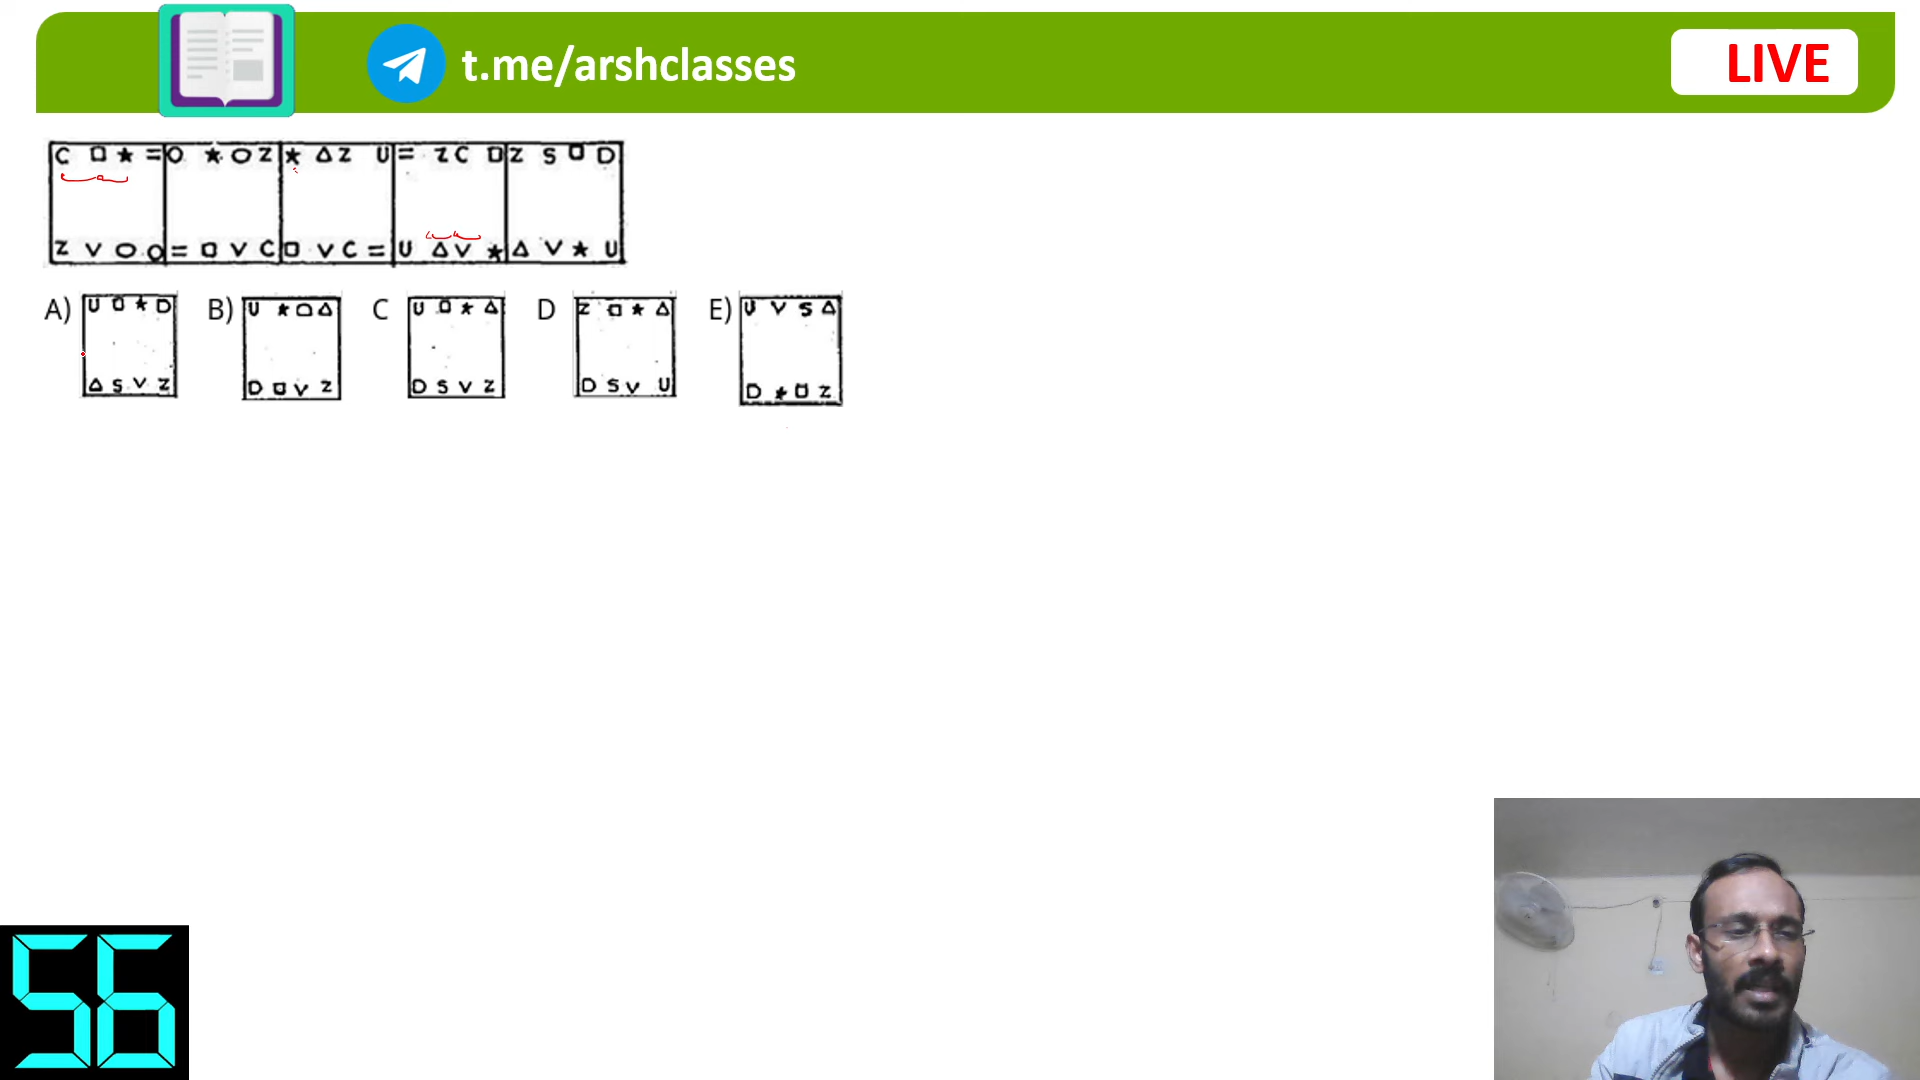 t.me/arshclasses
LIVE
C □ ★ = O ★ O Z ★ △ Z U = Z C □ Z S □ D
Z V O O = □ V C □ V C = U △ V ★ △ V ★ U
A) U □ ★ D B) U ★ □ △ C U □ ★ △ D Z □ ★ △ E) U V S △
△ S V Z D □ V Z D S V Z D S V U D ★ □ Z
56